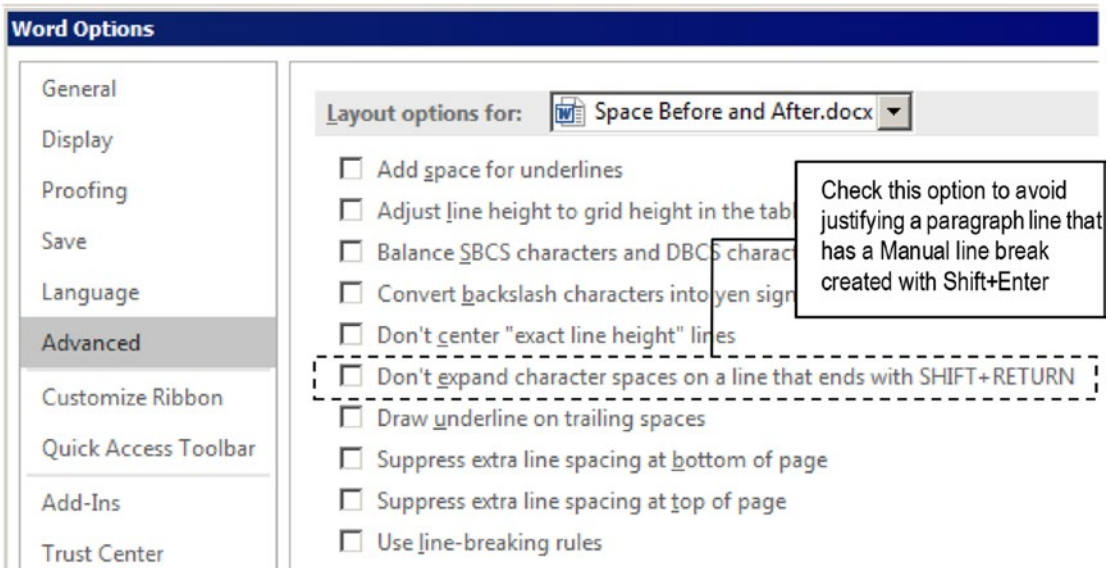 Word Options
General
Display
Proofing
Save
Language
Advanced
Customize Ribbon
Quick Access Toolbar
Add-Ins
Trust Center
Layout options for: Space Before and After.docx
Add space for underlines
Adjust line height to grid height in the tabl
Balance SBCS characters and DBCS charact
Convert backslash characters into yen sign
Don't center "exact line height" lines
Don't expand character spaces on a line that ends with SHIFT+RETURN
Draw underline on trailing spaces
Suppress extra line spacing at bottom of page
Suppress extra line spacing at top of page
Use line-breaking rules
Check this option to avoid
justifying a paragraph line that
has a Manual line break
created with Shift+Enter